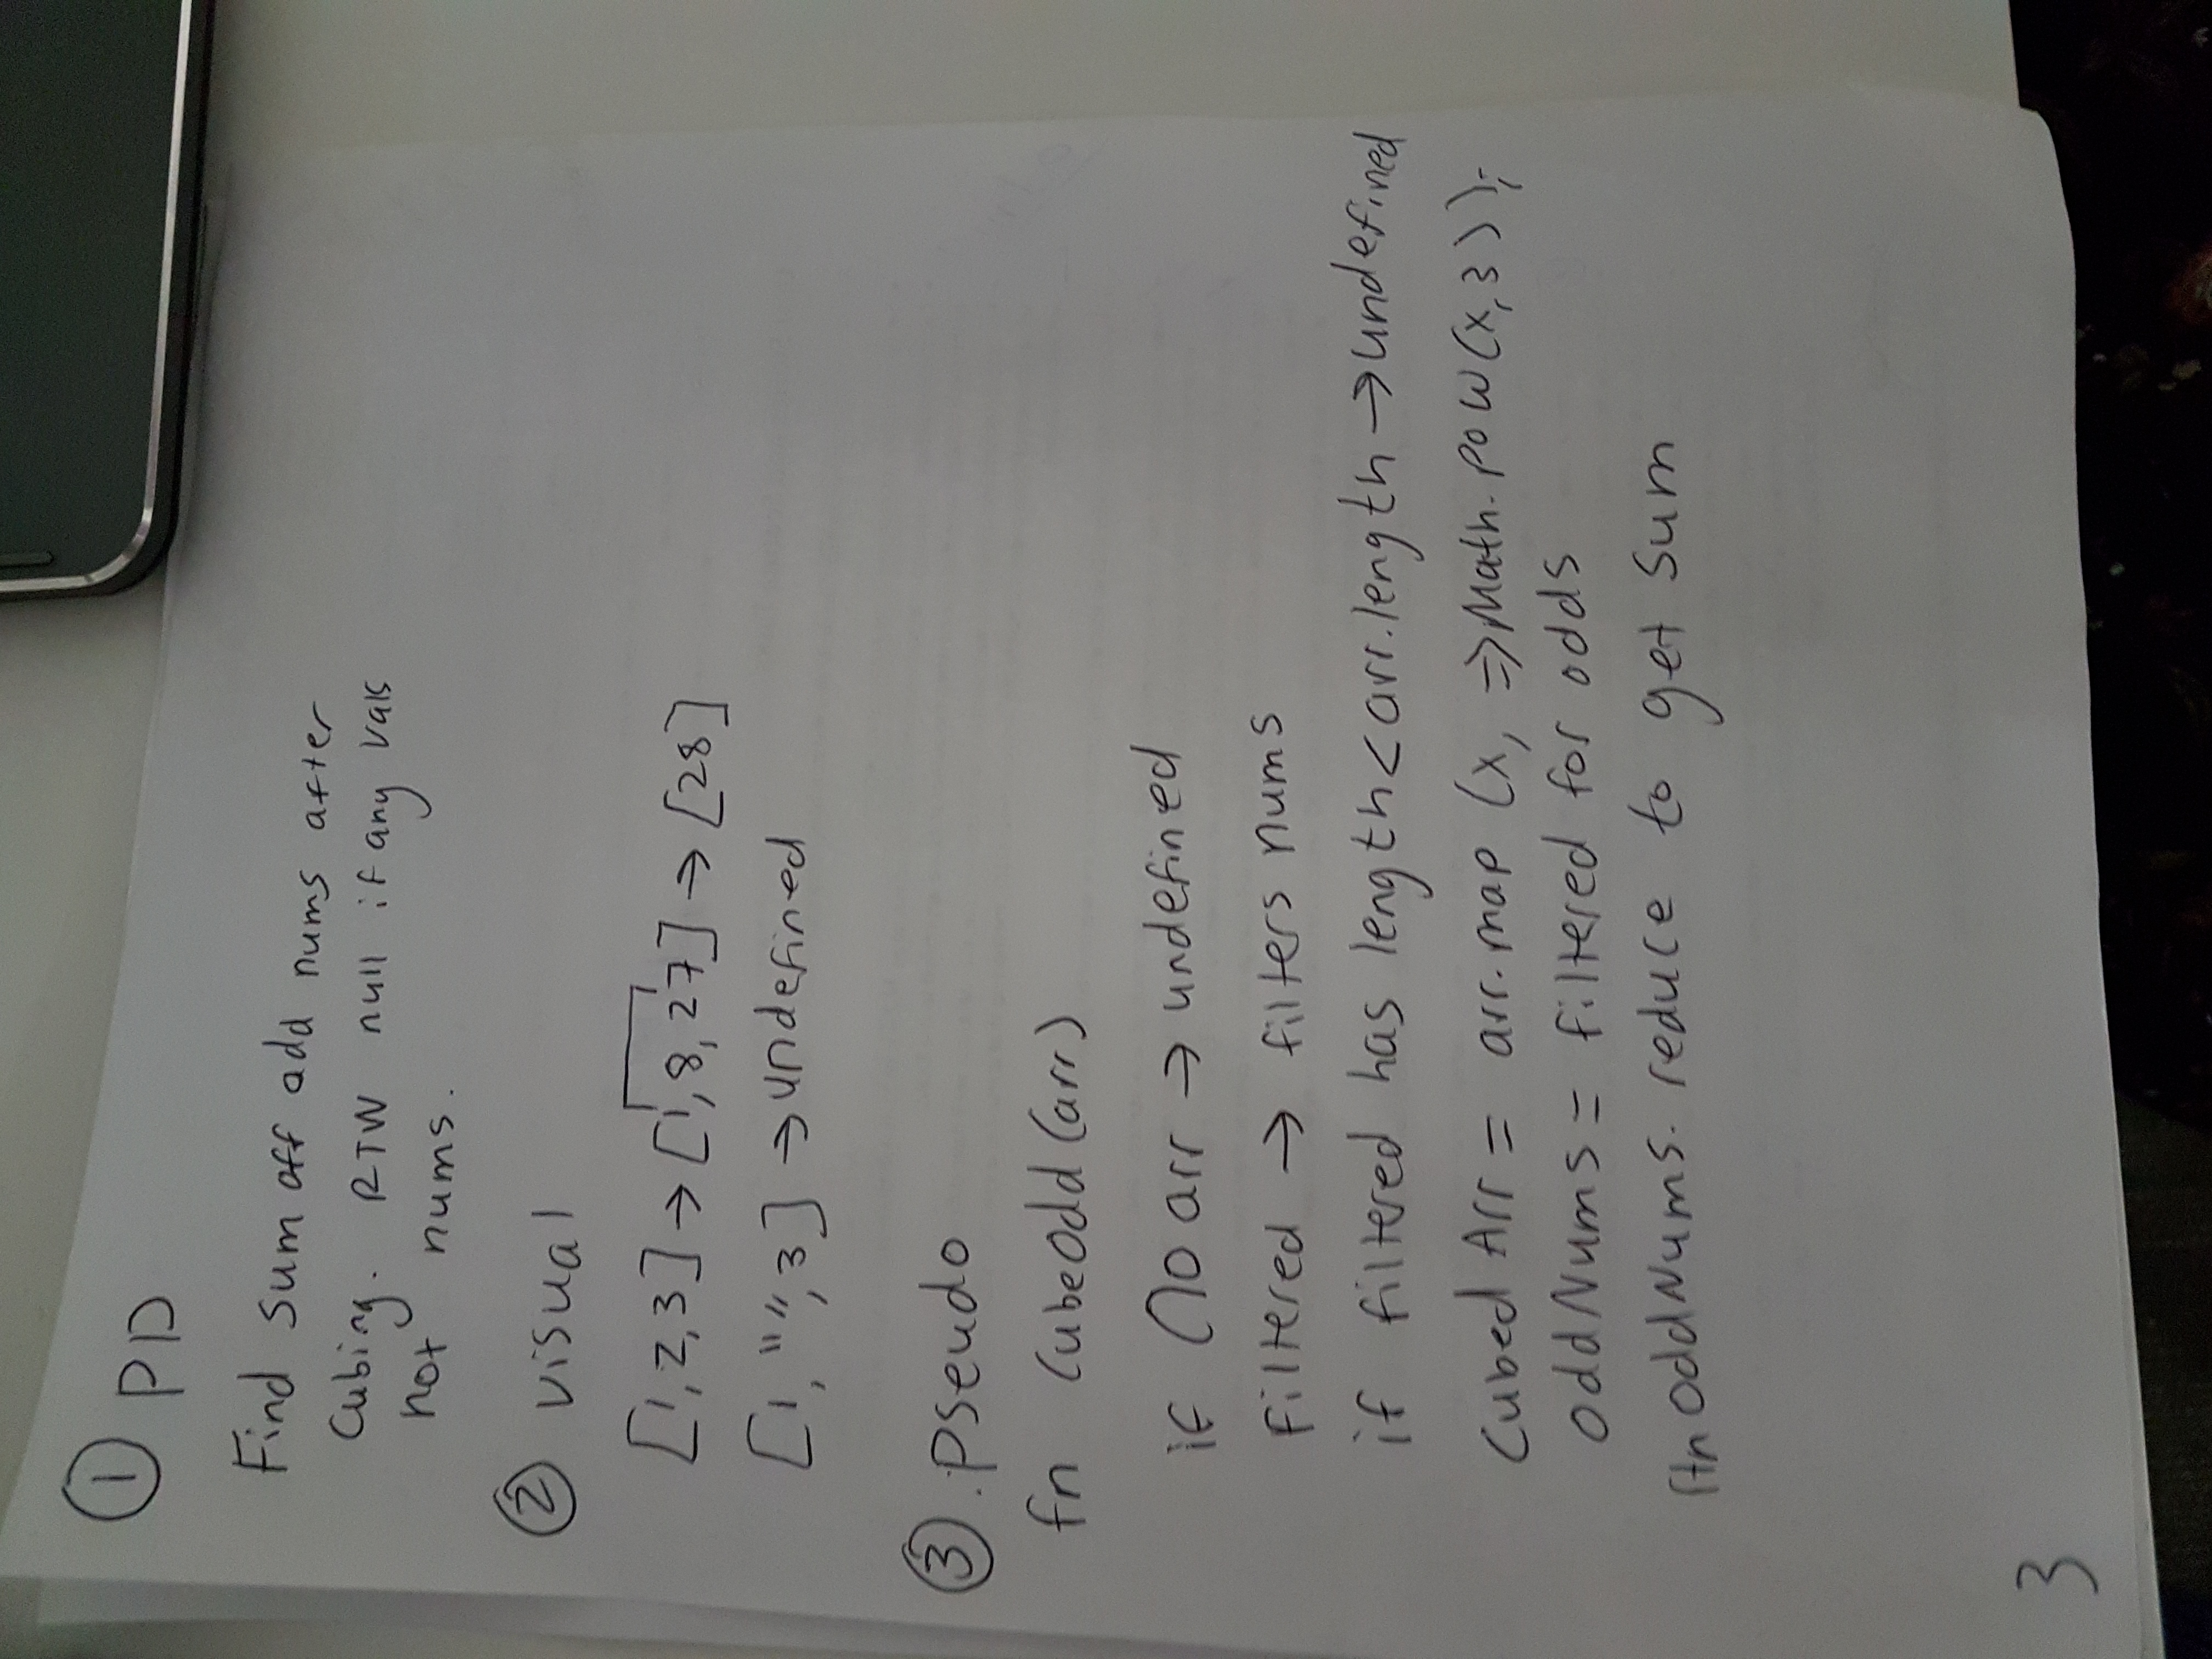 ① PD
Find sum off add nums after
cubing. RTW null if any vals
not nums.
② visual
[1,2,3] → [1,8,27] → [28]
[1, "", 3] → undefined
③. pseudo
fn cubeOdd(arr)
if no arr → undefined
filtered → filters nums
if filtered has length < arr.length → undefined
cubed Arr = arr.map (x, => Math.pow(x,3));
oddNums = filtered for odds
rtn oddNums. reduce to get sum
3